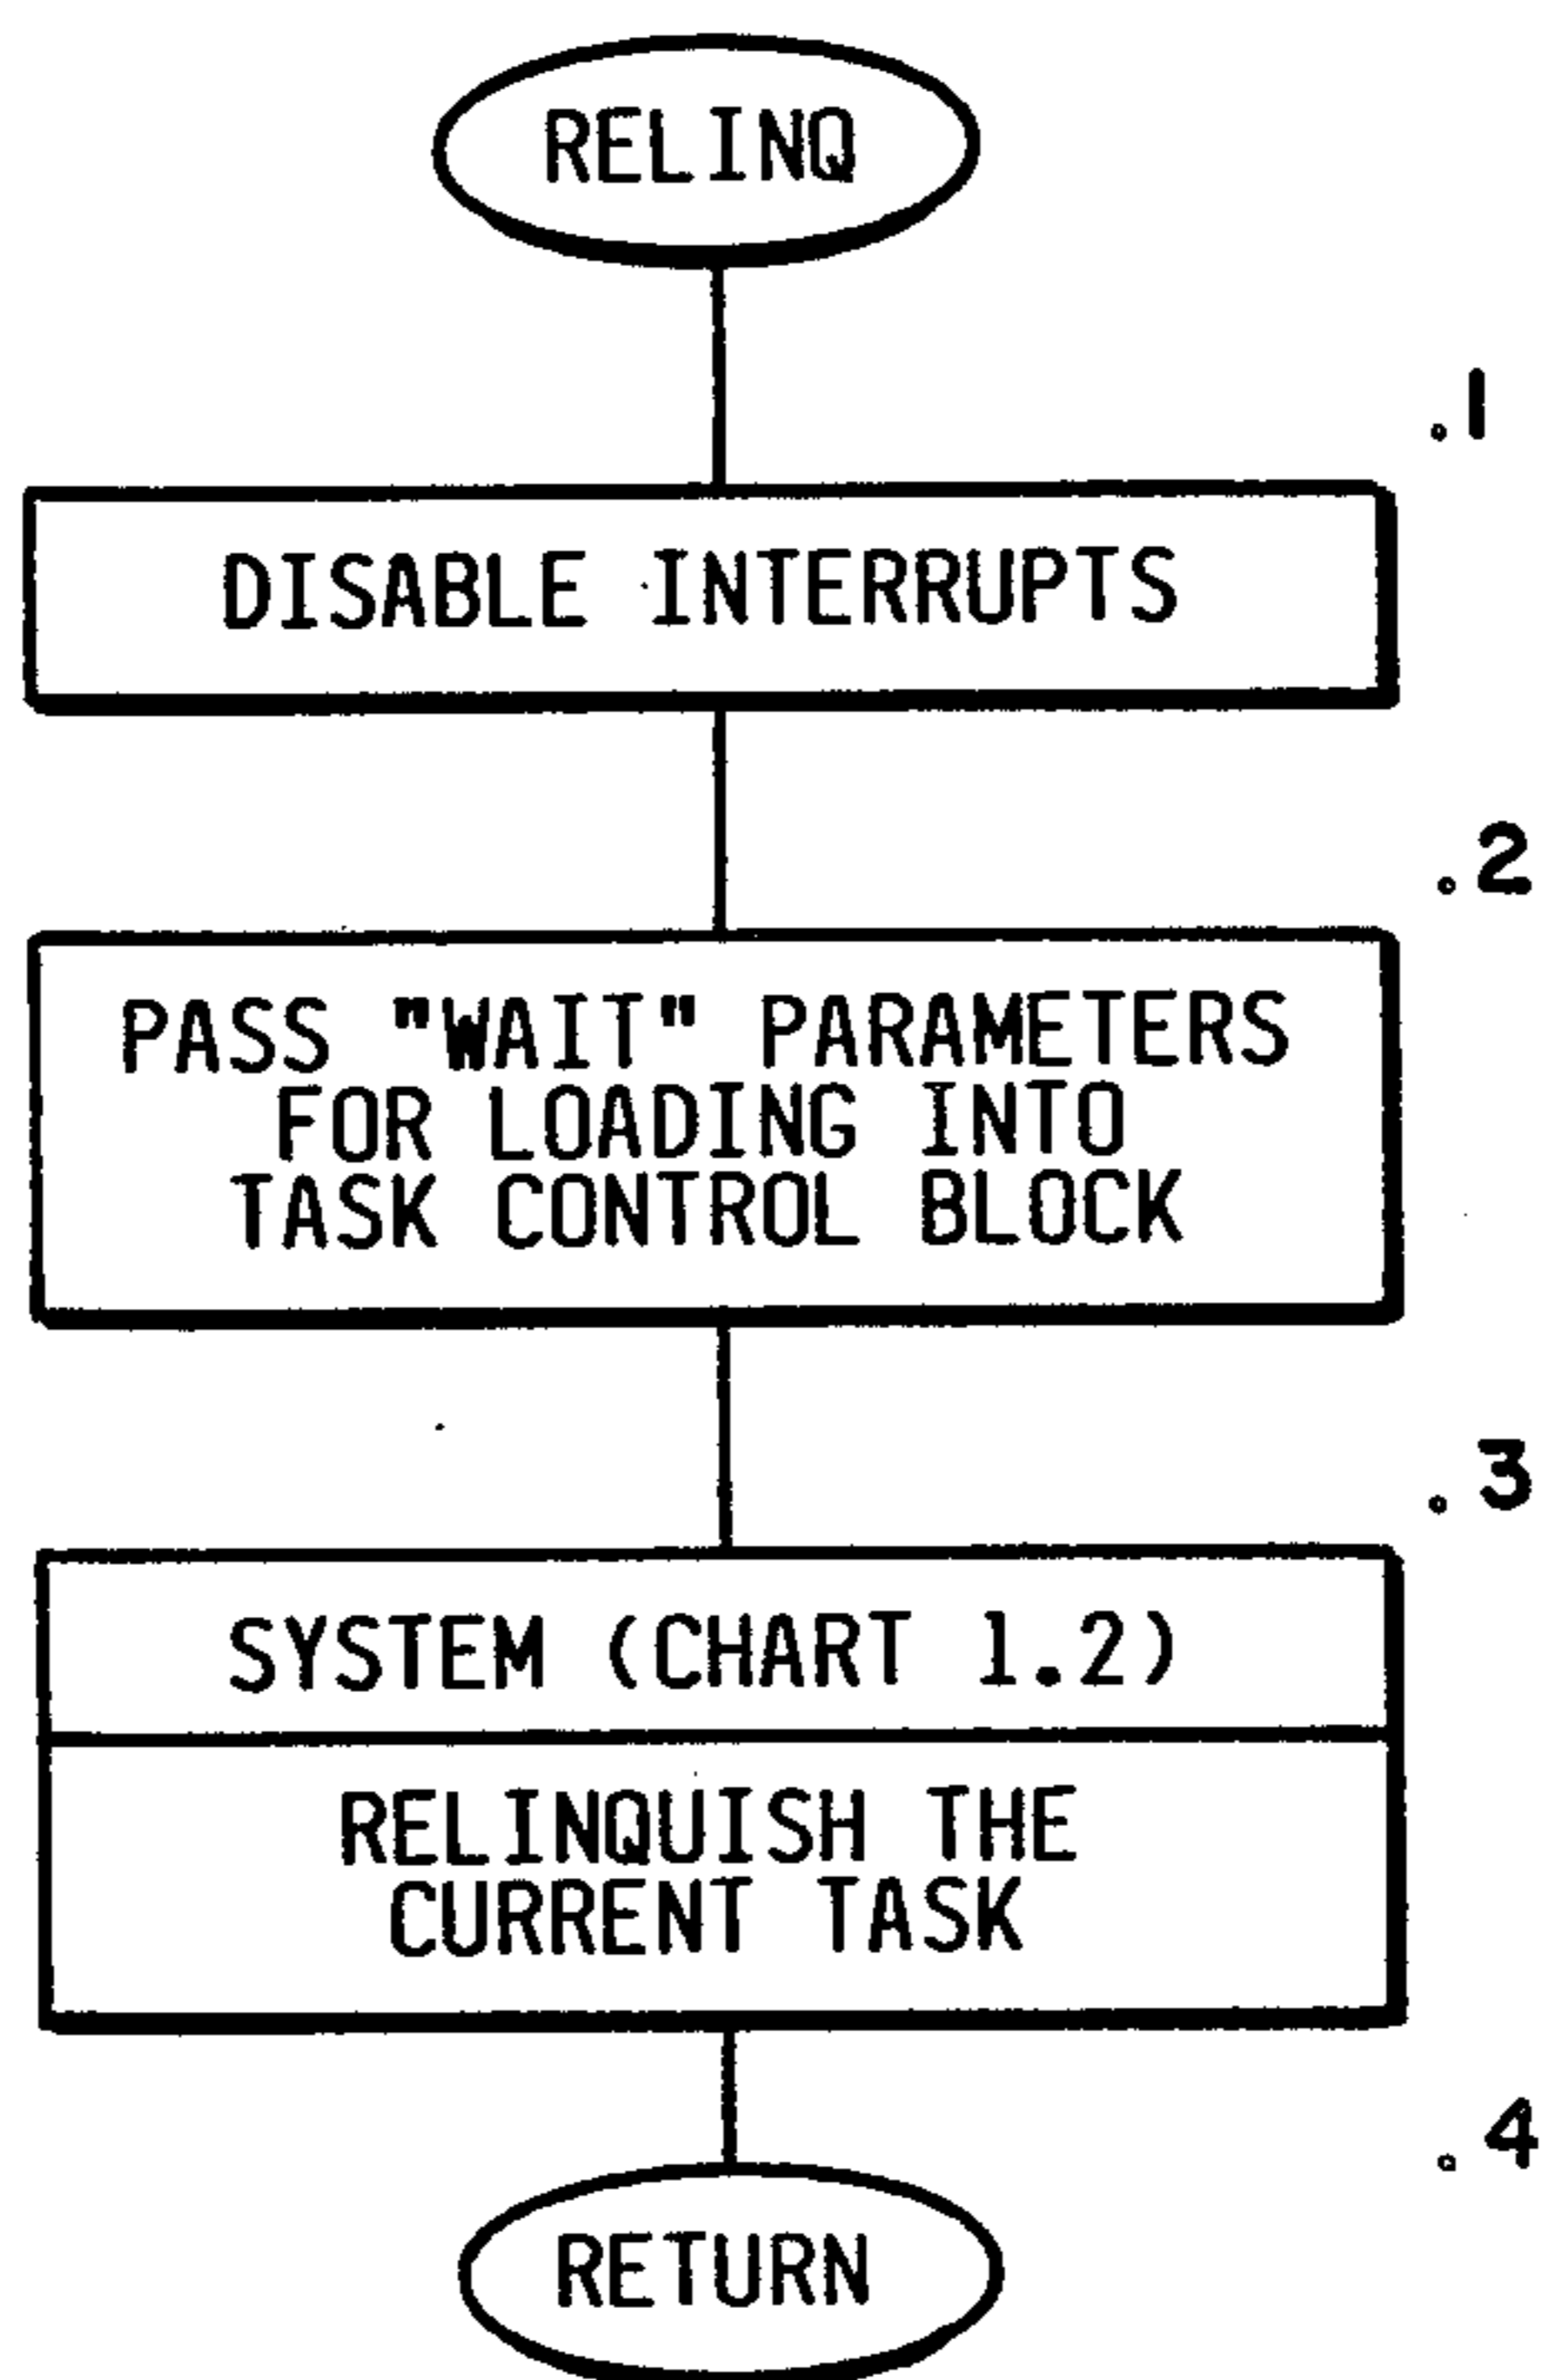 RELINQ
.1
DISABLE INTERRUPTS
.2
PASS "WAIT" PARAMETERS
FOR LOADING INTO
TASK CONTROL BLOCK
.3
SYSTEM (CHART 1.2)
RELINQUISH THE
CURRENT TASK
.4
RETURN